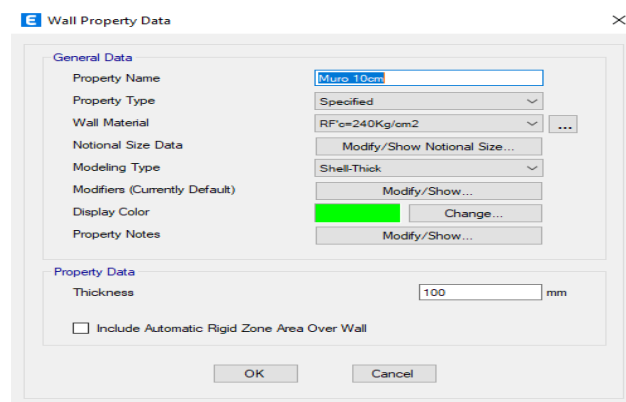 E Wall Property Data
General Data
Property Name Muro 10cm
Property Type Specified
Wall Material RF'c=240Kg/cm2 ...
Notional Size Data Modify/Show Notional Size...
Modeling Type Shell-Thick
Modifiers (Currently Default) Modify/Show...
Display Color Change...
Property Notes Modify/Show...
Property Data
Thickness 100 mm
Include Automatic Rigid Zone Area Over Wall
OK Cancel